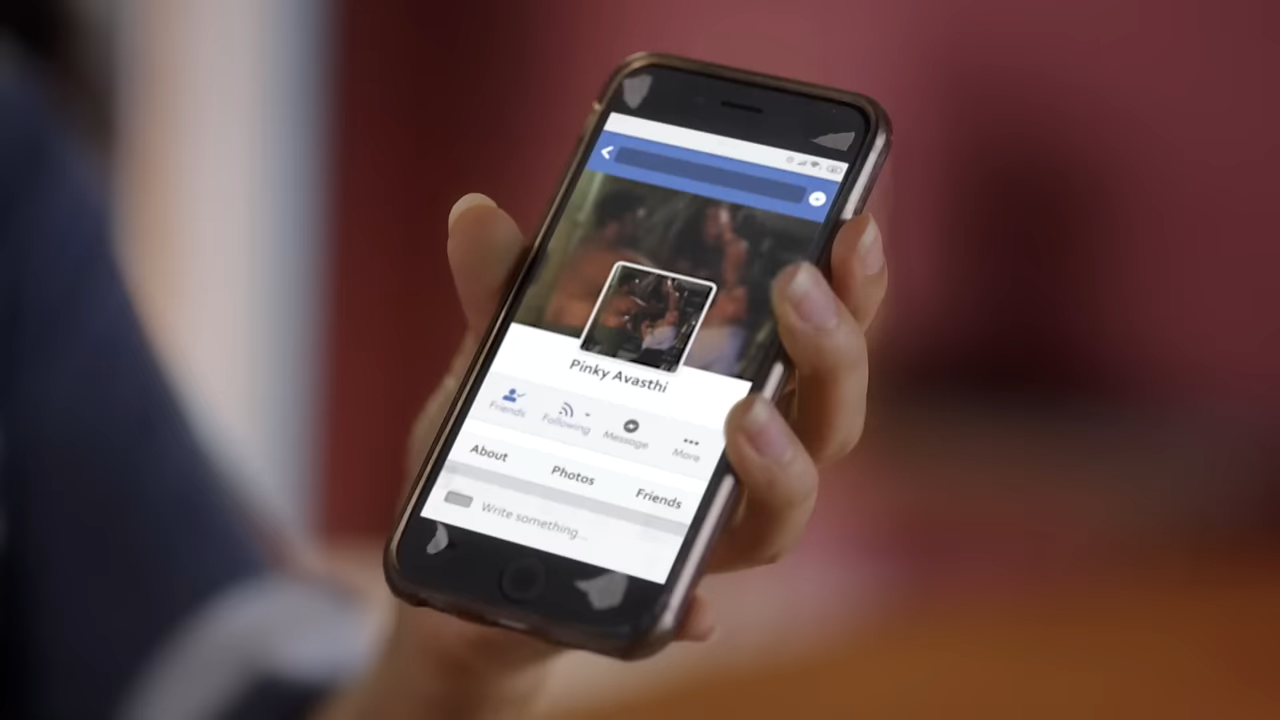 Pinky Avasthi
Friends Following Message More
About Photos Friends
Write something...